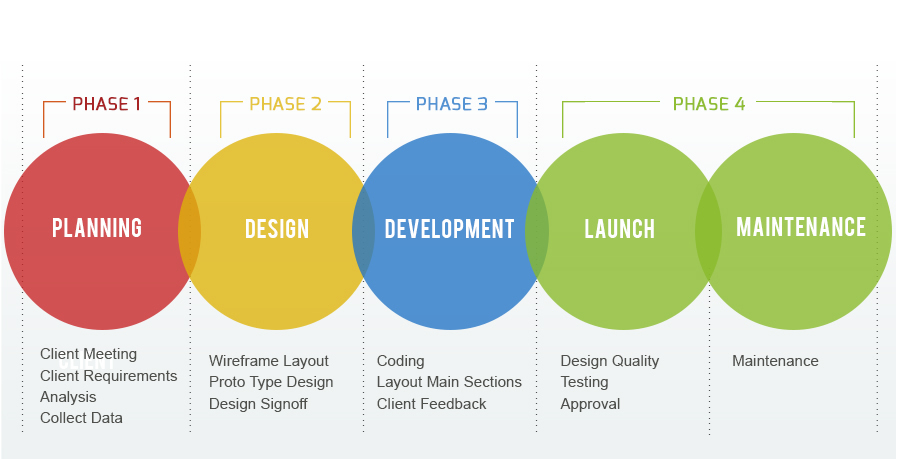 PHASE 1
PHASE 2
PHASE 3
PHASE 4
PLANNING
DESIGN
DEVELOPMENT
LAUNCH
MAINTENANCE
Client Meeting
Client Requirements
Analysis
Collect Data
Wireframe Layout
Proto Type Design
Design Signoff
Coding
Layout Main Sections
Client Feedback
Design Quality
Testing
Approval
Maintenance